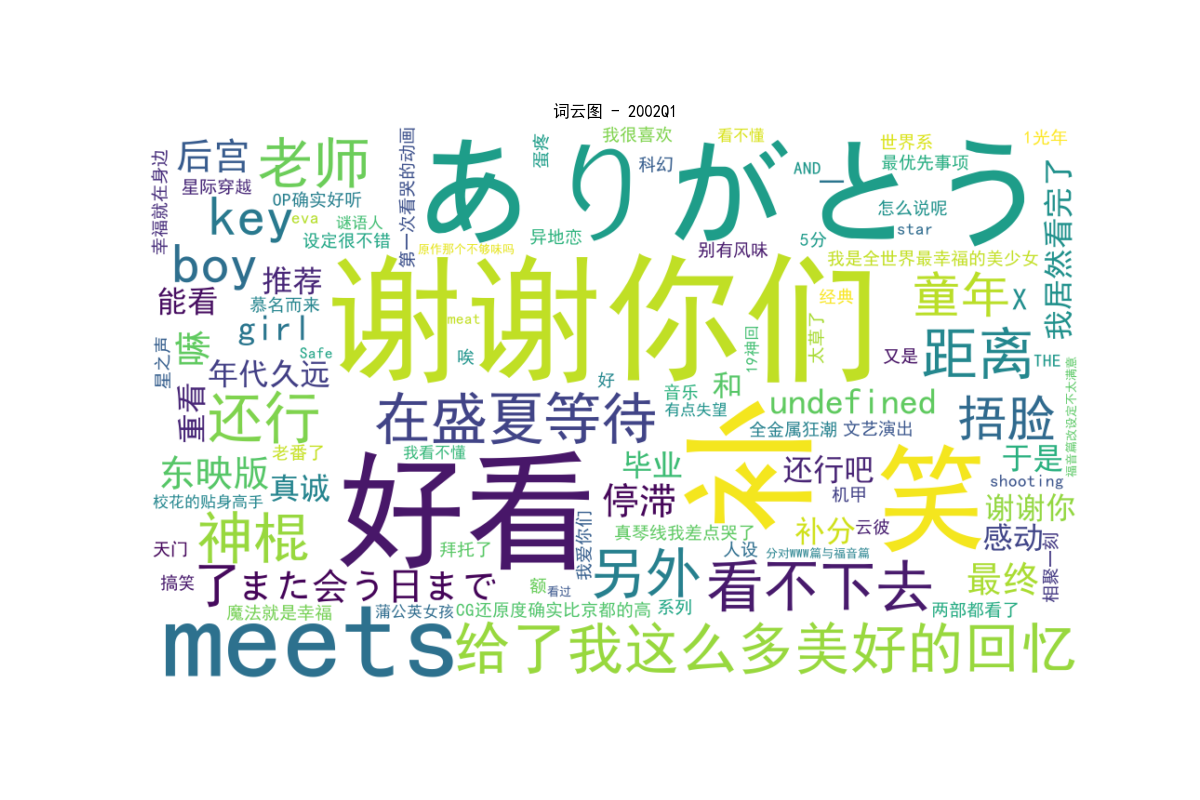 词云图 - 2002Q1
幸福就在身边
后宫
老师
第一次看哭的动画
ありがとう
蛋疼
我很喜欢
看不懂
世界系
1光年
科幻
AND
最优先事项
星际穿越
OP确实好听
key
eva
谜语人
一
怎么说呢
star
我居然看完了
设定很不错
原作那个不够味吗
异地恋
别有风味
5分
我是全世界最幸福的美少女
boy
推荐
谢谢你们
童年
X
能看
慕名而来
经典
girl
meat
嘛
星之声
Safe
唉
19神回
太草了
又是
距离
THE
年代久远
好
音乐
和
福音篇改设定不太满意
重看
还行
在盛夏等待
有点失望
undefined
捂脸
全金属狂潮
文艺演出
老番了
我看不懂
东映版
真诚
好看
毕业
补
还行吧
笑
于是
校花的贴身高手
停滞
机甲
shooting
神棍
我爱你们
真琴线我差点哭了
补分
云彼
谢谢你
天门
拜托了
人设
分对WWW篇与福音篇
感动
相聚一刻
搞笑
了
また会う日まで
额
看过
另外
看不下去
最终
魔法就是幸福
蒲公英女孩
CG还原度确实比京都的高
系列
两部都看了
meets
给了我这么多美好的回忆